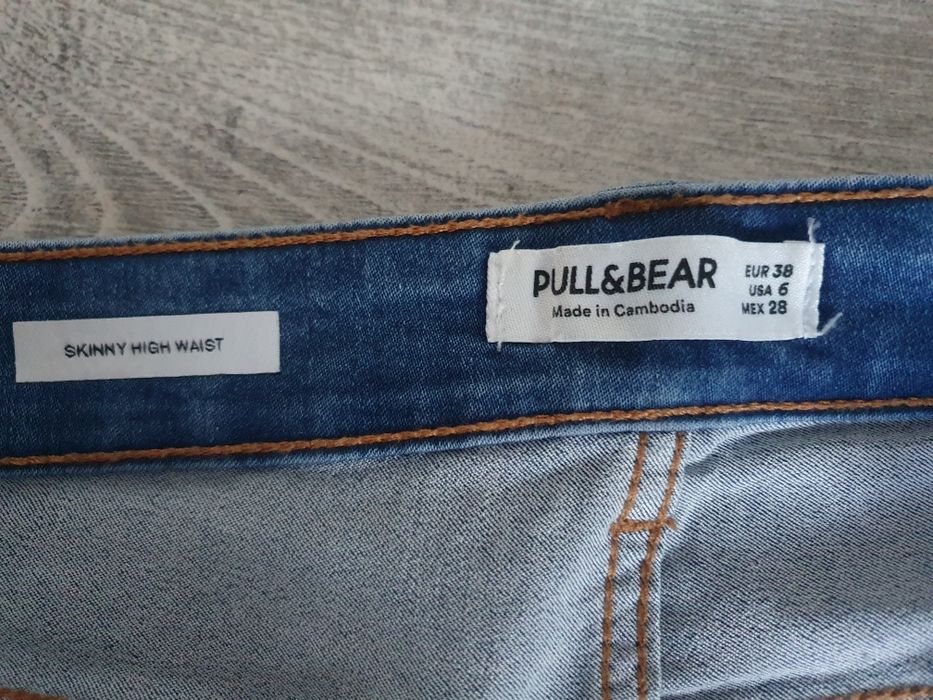 SKINNY HIGH WAIST
PULL&BEAR
Made in Cambodia
EUR 38
USA 6
MEX 28